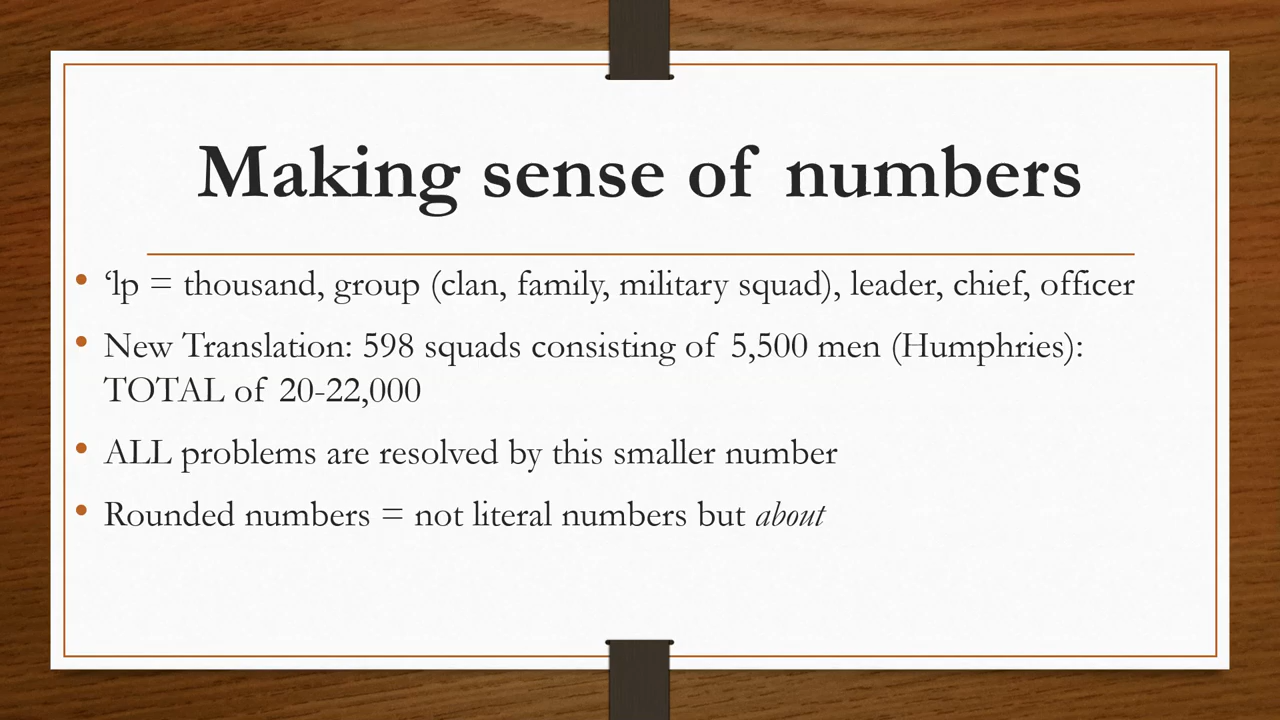 Making sense of numbers
• ‘lp = thousand, group (clan, family, military squad), leader, chief, officer
• New Translation: 598 squads consisting of 5,500 men (Humphries):
TOTAL of 20-22,000
• ALL problems are resolved by this smaller number
• Rounded numbers = not literal numbers but about